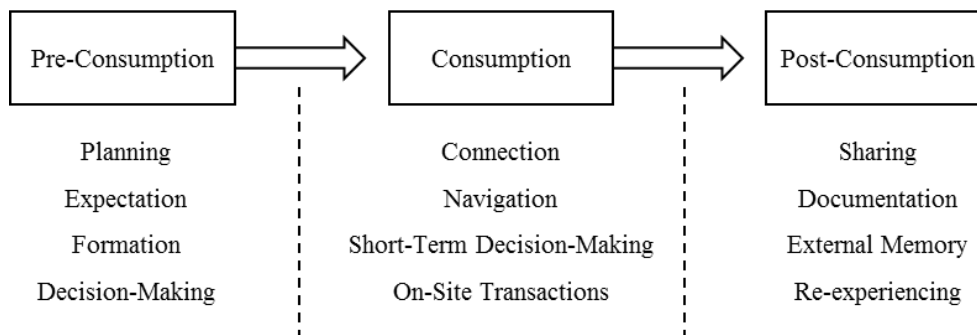 Pre-Consumption
Consumption
Post-Consumption
Planning
Expectation
Formation
Decision-Making
Connection
Navigation
Short-Term Decision-Making
On-Site Transactions
Sharing
Documentation
External Memory
Re-experiencing